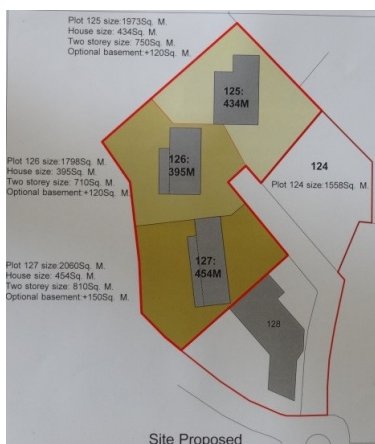 Plot 125 size:1973Sq. M.
House size: 434Sq. M.
Two storey size: 750Sq. M.
Optional basement:+120Sq. M.
125:
434M
124
Plot 124 size:1558Sq. M.
Plot 126 size:1798Sq. M.
House size: 395Sq. M.
Two storey size: 710Sq. M.
Optional basement:+120Sq. M.
126:
395M
Plot 127 size:2060Sq. M.
House size: 454Sq. M.
Two storey size: 810Sq. M.
Optional basement:+150Sq. M.
127:
454M
128
Site Proposed